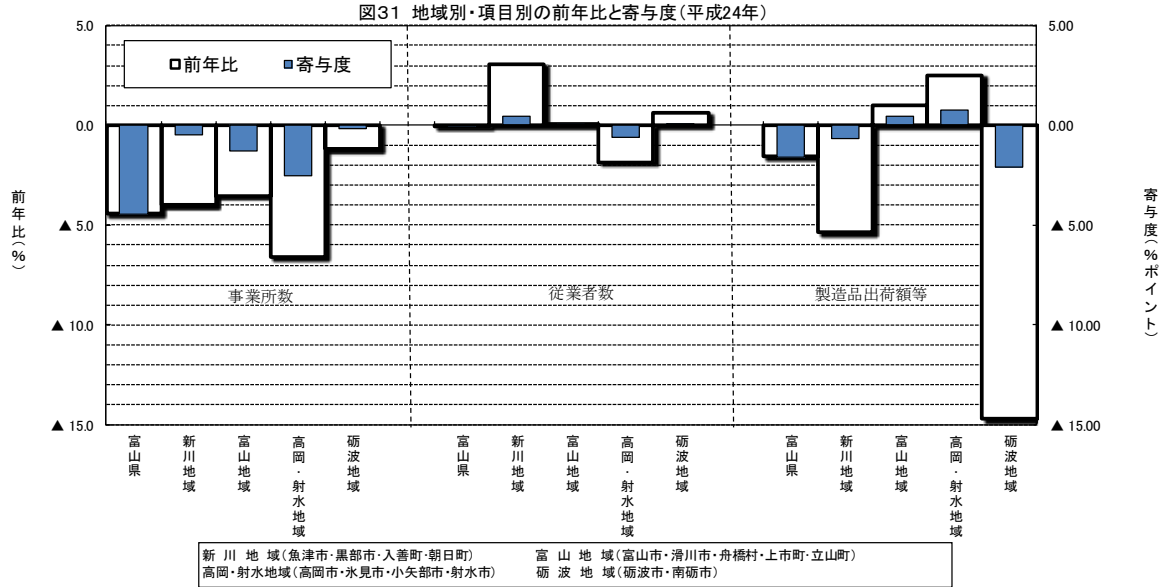 図31 地域別・項目別の前年比と寄与度(平成24年)
前年比 寄与度
5.0
0.0
▲ 5.0
▲ 10.0
▲ 15.0
前年比(%)
5.00
0.00
▲ 5.00
▲ 10.00
▲ 15.00
寄与度(%ポイント)
事業所数 従業者数 製造品出荷額等
富山県
新川地域
富山地域
高岡・射水地域
砺波地域
富山県
新川地域
富山地域
高岡・射水地域
砺波地域
富山県
新川地域
富山地域
高岡・射水地域
砺波地域
新 川 地 域(魚津市・黒部市・入善町・朝日町) 富 山 地 域(富山市・滑川市・舟橋村・上市町・立山町)
高岡・射水地域(高岡市・氷見市・小矢部市・射水市) 砺 波 地 域(砺波市・南砺市)